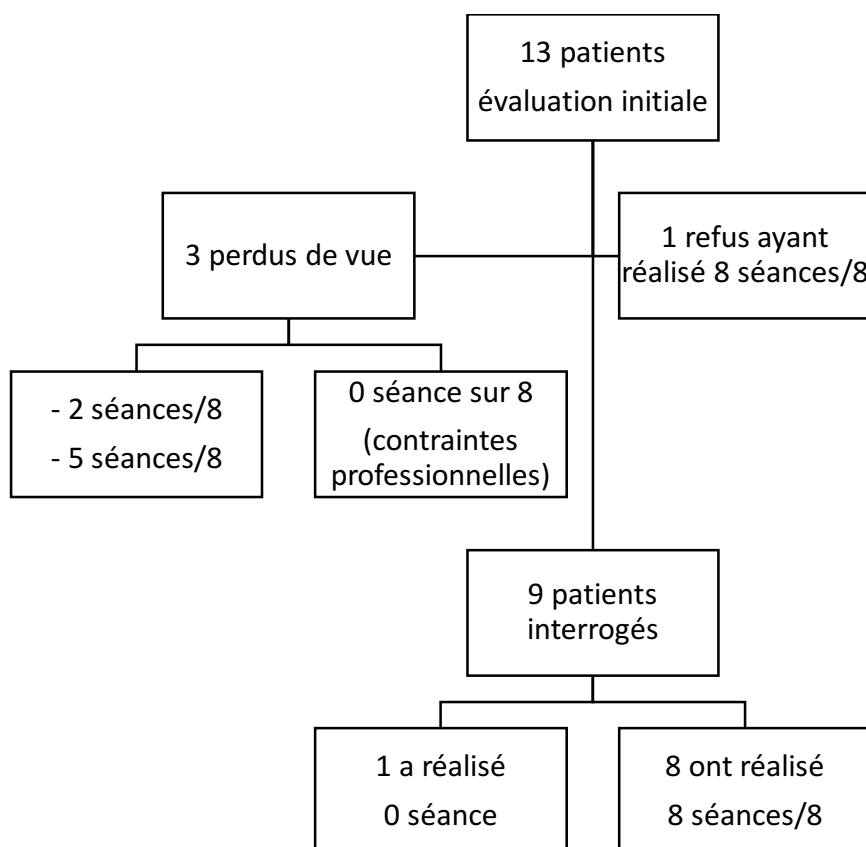 13 patients
évaluation initiale
3 perdus de vue
1 refus ayant
réalisé 8 séances/8
- 2 séances/8
- 5 séances/8
0 séance sur 8
(contraintes
professionnelles)
9 patients
interrogés
1 a réalisé
0 séance
8 ont réalisé
8 séances/8